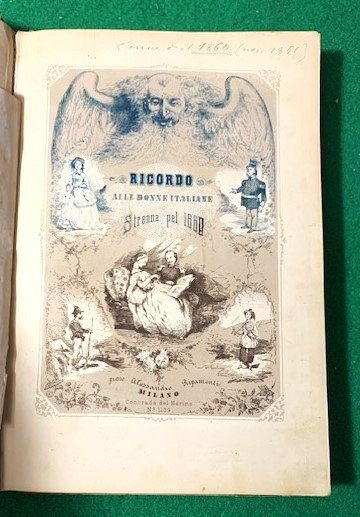 L'anno è il 1860 (non 1861)
RICORDO
ALLE DONNE ITALIANE
Strenna pel 1860
presso Alessandro Ripamonti
MILANO
Contrada del Marino
N.º 1139